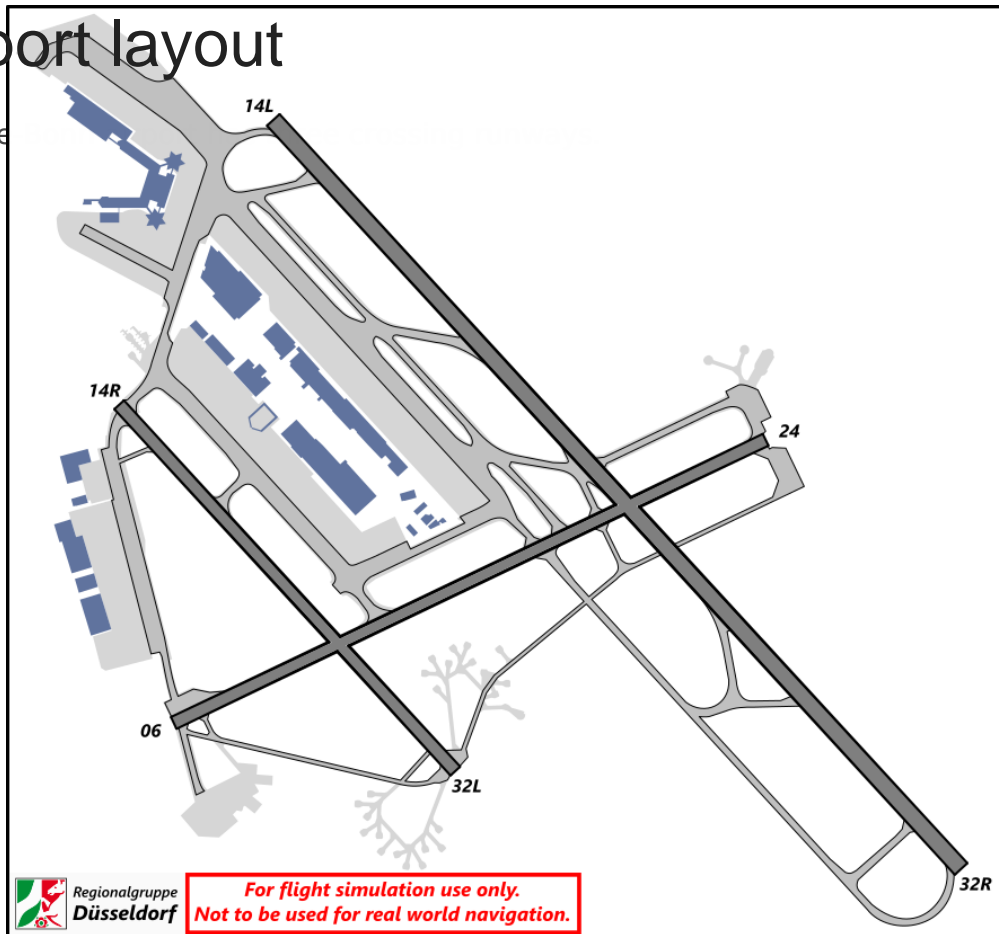 port layout
14L
14R
24
06
32L
32R
Regionalgruppe
Düsseldorf
For flight simulation use only.
Not to be used for real world navigation.